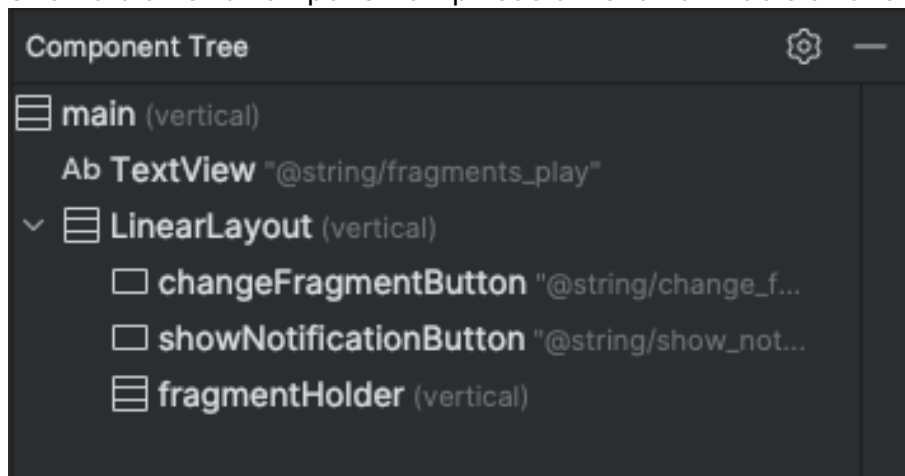 Component Tree
main (vertical)
Ab TextView "@string/fragments_play"
LinearLayout (vertical)
changeFragmentButton "@string/change_f...
showNotificationButton "@string/show_not...
fragmentHolder (vertical)